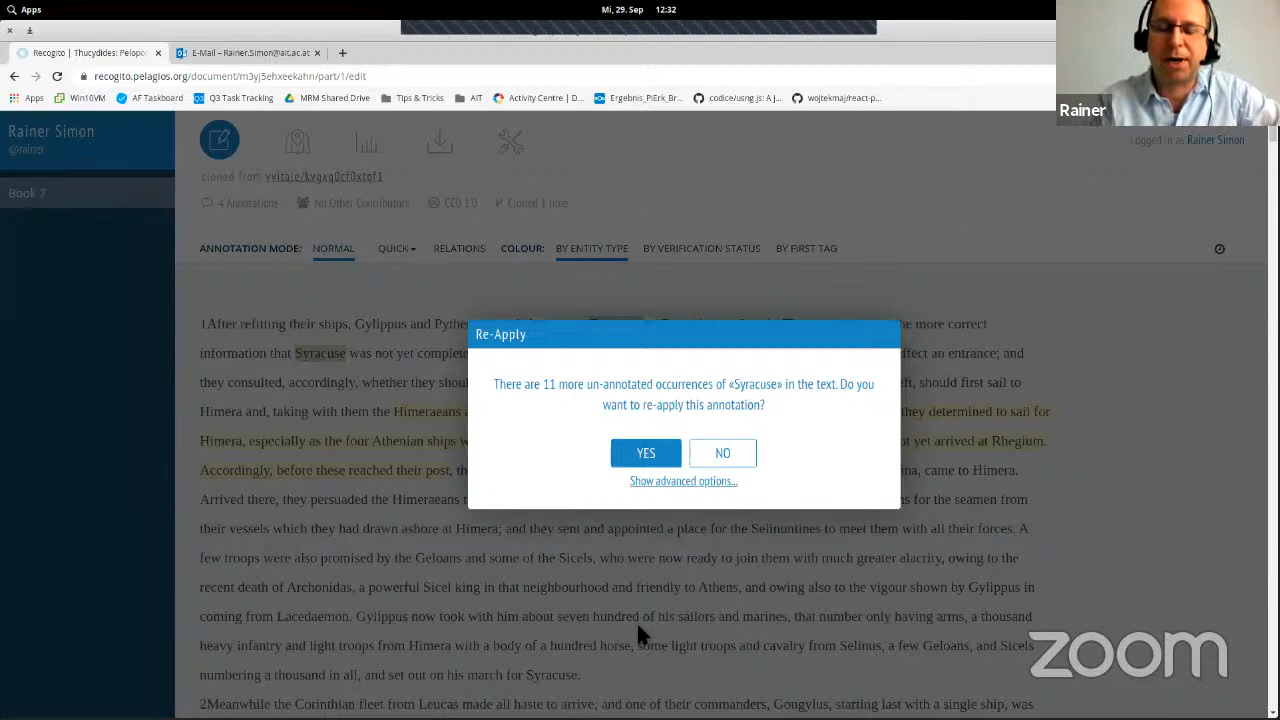 Apps
Mi, 29. Sep 12:32
Recogito | Thucydides: Pelopo
E-Mail – Rainer.Simon@ait.ac.at
recogito.pelagios.org/document/m3yj5ehxeekahn/part/1/edit
Apps Win10VM AF Taskboard Q3 Task Tracking MRM Shared Drive Tips & Tricks AIT Activity Centre | D... Ergebnis_PiErk_Br... codice/usng.js: A j... wojtekmaj/react-p...
Rainer
Rainer Simon
@rainer
Logged in as Rainer Simon
cloned from vvitale/kvgxq0cf0xtqf1
Book 7
4 Annotations No Other Contributors CC0 1.0 Cloned 1 time
ANNOTATION MODE: NORMAL QUICK RELATIONS COLOUR: BY ENTITY TYPE BY VERIFICATION STATUS BY FIRST TAG
1After refitting their ships, Gylippus and Pythe he more correct
Re-Apply
information that Syracuse was not yet complete effect an entrance; and
they consulted, accordingly, whether they shou left, should first sail to
There are 11 more un-annotated occurrences of «Syracuse» in the text. Do you
want to re-apply this annotation?
Himera and, taking with them the Himeraeans a they determined to sail for
Himera, especially as the four Athenian ships w t yet arrived at Rhegium.
YES NO
Accordingly, before these reached their post, th ina, came to Himera.
Show advanced options...
Arrived there, they persuaded the Himeraeans t ns for the seamen from
their vessels which they had drawn ashore at Himera; and they sent and appointed a place for the Selinuntines to meet them with all their forces. A
few troops were also promised by the Geloans and some of the Sicels, who were now ready to join them with much greater alacrity, owing to the
recent death of Archonidas, a powerful Sicel king in that neighbourhood and friendly to Athens, and owing also to the vigour shown by Gylippus in
coming from Lacedaemon. Gylippus now took with him about seven hundred of his sailors and marines, that number only having arms, a thousand
heavy infantry and light troops from Himera with a body of a hundred horse, some light troops and cavalry from Selinus, a few Geloans, and Sicels
numbering a thousand in all, and set out on his march for Syracuse.
2Meanwhile the Corinthian fleet from Leucas made all haste to arrive; and one of their commanders, Gongylus, starting last with a single ship, was
zoom